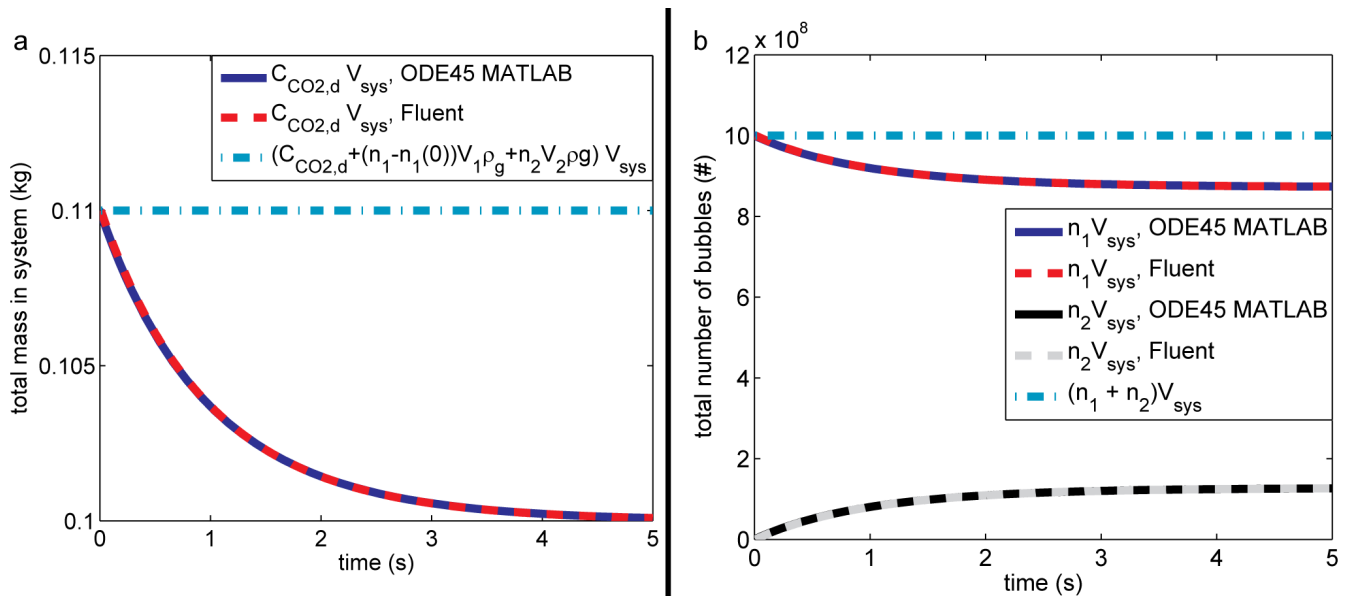 a
0.115
C_CO2,d V_sys, ODE45 MATLAB
C_CO2,d V_sys, Fluent
(C_CO2,d+(n_1-n_1(0))V_1ρ_g+n_2V_2ρg) V_sys
total mass in system (kg)
0.11
0.105
0.1
0 1 2 3 4 5
time (s)
b
x 10^8
12
10
8
6
4
2
0
total number of bubbles (#)
n_1V_sys, ODE45 MATLAB
n_1V_sys, Fluent
n_2V_sys, ODE45 MATLAB
n_2V_sys, Fluent
(n_1 + n_2)V_sys
0 1 2 3 4 5
time (s)